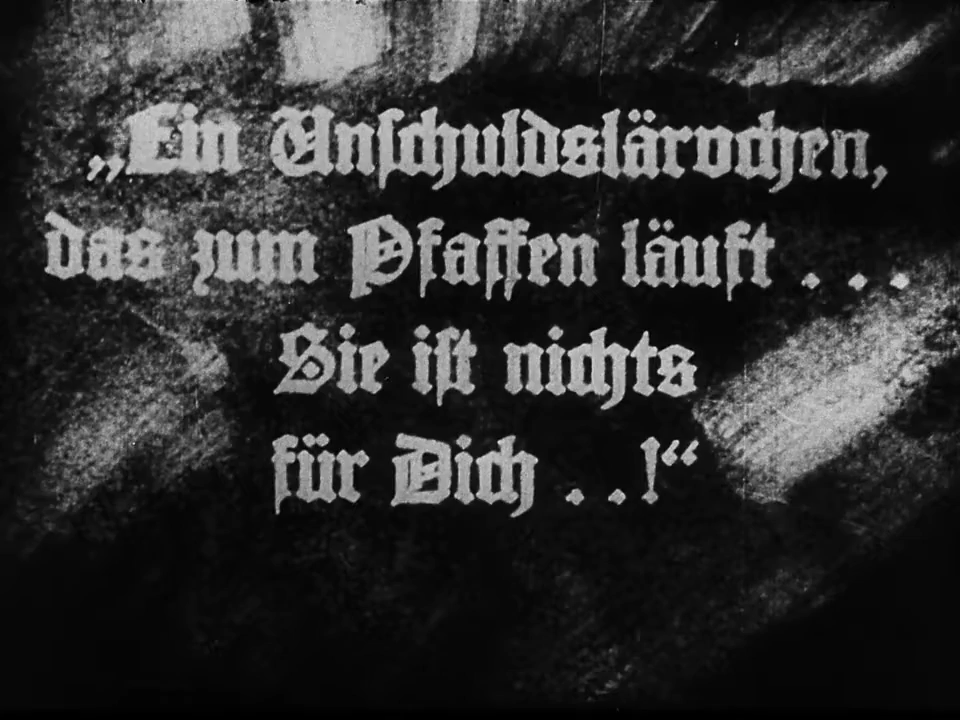 „Ein Unschuldslärvchen,
das zum Pfaffen läuft . . .
Sie ist nichts
für Dich . . !“